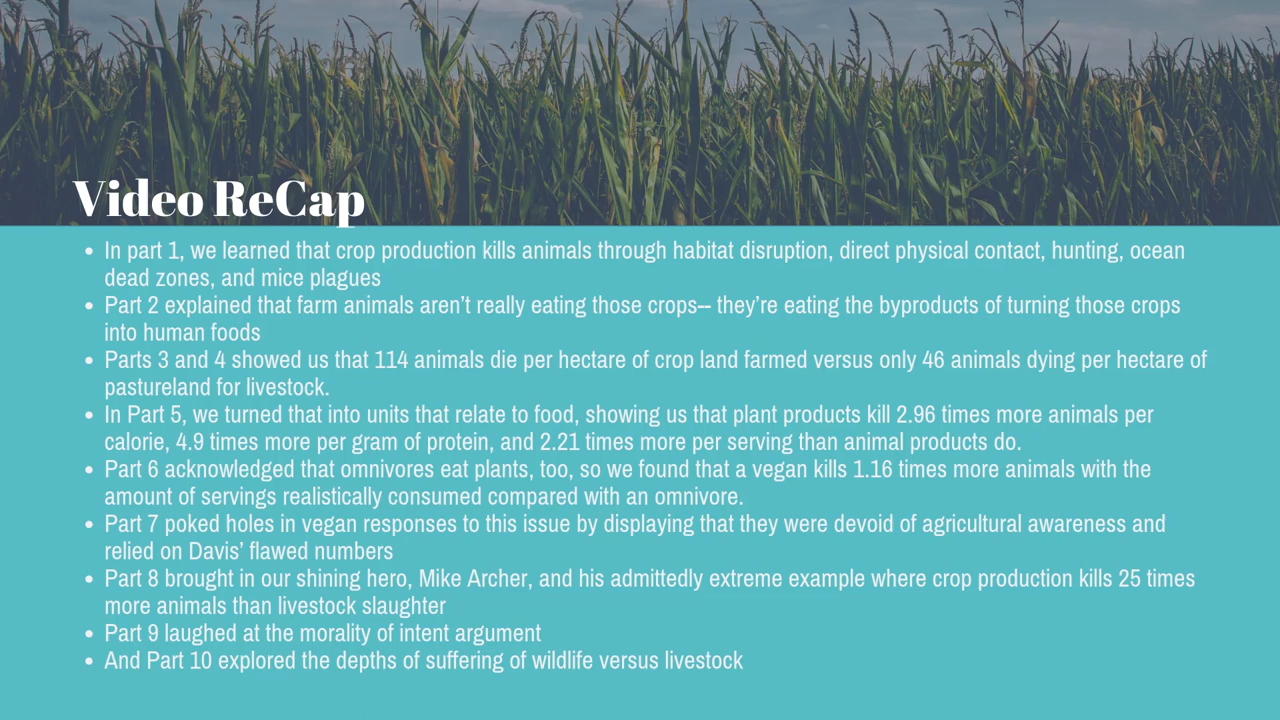 Video ReCap
• In part 1, we learned that crop production kills animals through habitat disruption, direct physical contact, hunting, ocean
dead zones, and mice plagues
• Part 2 explained that farm animals aren’t really eating those crops-- they’re eating the byproducts of turning those crops
into human foods
• Parts 3 and 4 showed us that 114 animals die per hectare of crop land farmed versus only 46 animals dying per hectare of
pastureland for livestock.
• In Part 5, we turned that into units that relate to food, showing us that plant products kill 2.96 times more animals per
calorie, 4.9 times more per gram of protein, and 2.21 times more per serving than animal products do.
• Part 6 acknowledged that omnivores eat plants, too, so we found that a vegan kills 1.16 times more animals with the
amount of servings realistically consumed compared with an omnivore.
• Part 7 poked holes in vegan responses to this issue by displaying that they were devoid of agricultural awareness and
relied on Davis’ flawed numbers
• Part 8 brought in our shining hero, Mike Archer, and his admittedly extreme example where crop production kills 25 times
more animals than livestock slaughter
• Part 9 laughed at the morality of intent argument
• And Part 10 explored the depths of suffering of wildlife versus livestock